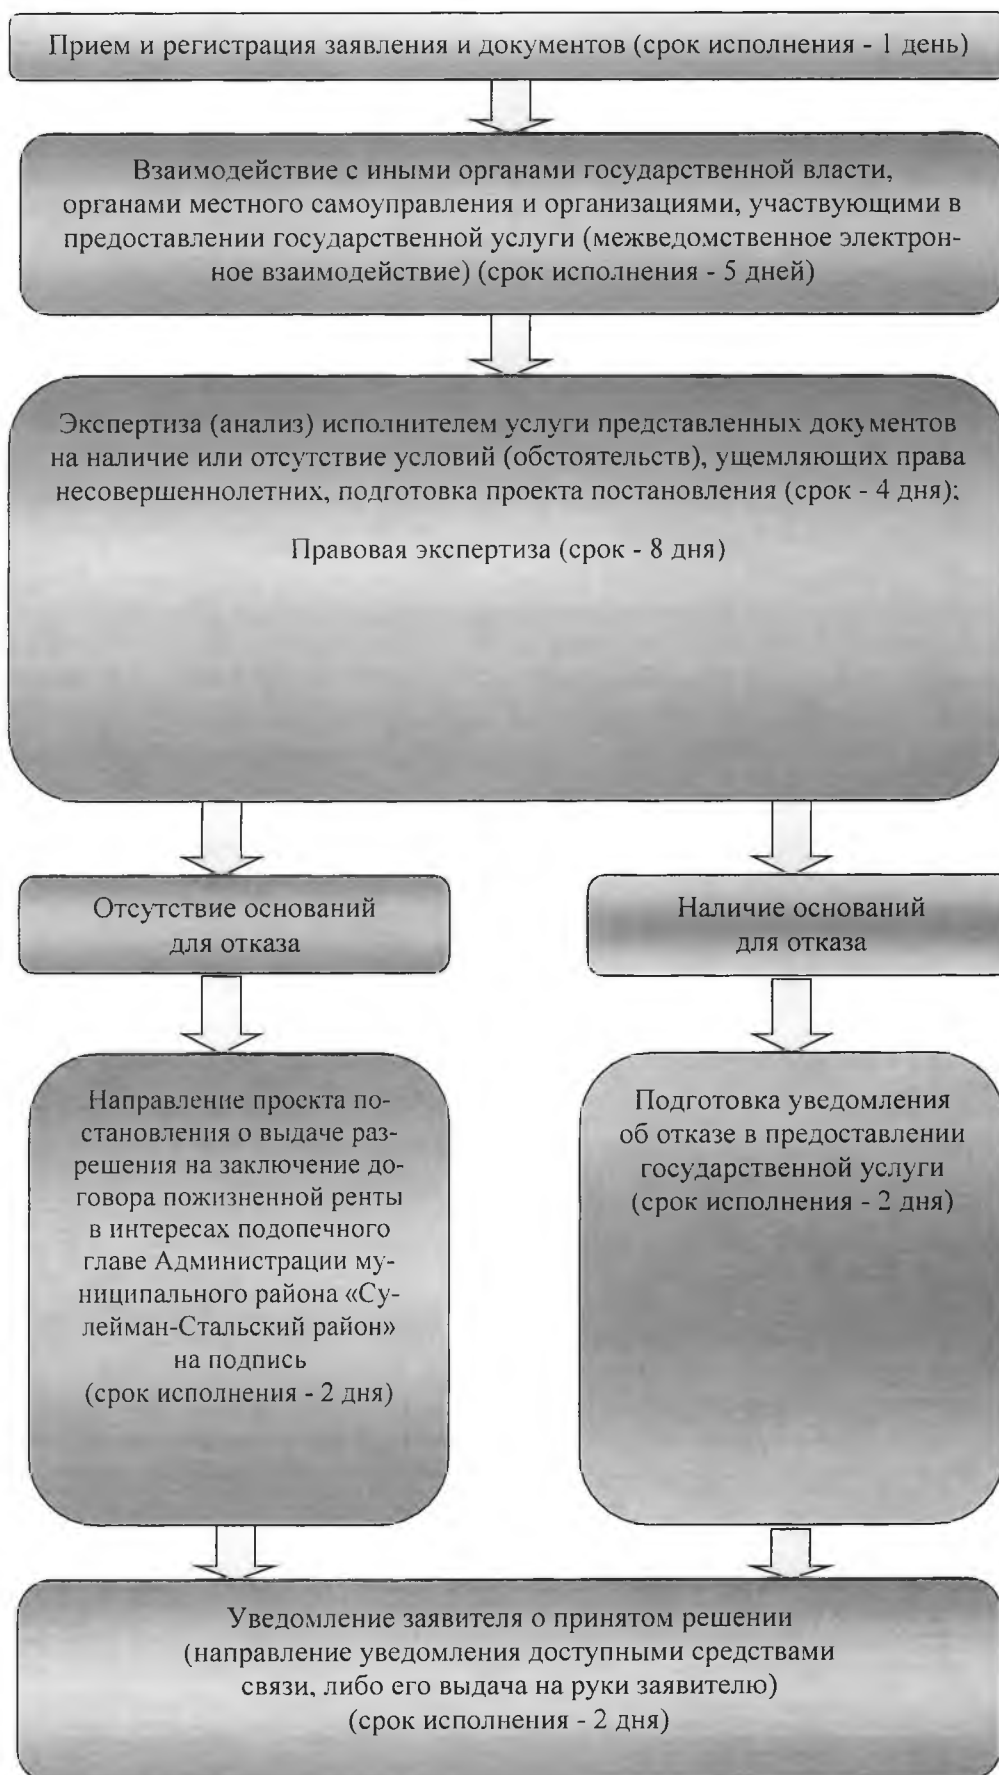 Прием и регистрация заявления и документов (срок исполнения - 1 день)
Взаимодействие с иными органами государственной власти,
органами местного самоуправления и организациями, участвующими в
предоставлении государственной услуги (межведомственное электрон-
ное взаимодействие) (срок исполнения - 5 дней)
Экспертиза (анализ) исполнителем услуги представленных документов
на наличие или отсутствие условий (обстоятельств), ущемляющих права
несовершеннолетних, подготовка проекта постановления (срок - 4 дня);
Правовая экспертиза (срок - 8 дня)
Отсутствие оснований
для отказа
Наличие оснований
для отказа
Направление проекта по-
становления о выдаче раз-
решения на заключение до-
говора пожизненной ренты
в интересах подопечного
главе Администрации му-
ниципального района «Су-
лейман-Стальский район»
на подпись
(срок исполнения - 2 дня)
Подготовка уведомления
об отказе в предоставлении
государственной услуги
(срок исполнения - 2 дня)
Уведомление заявителя о принятом решении
(направление уведомления доступными средствами
связи, либо его выдача на руки заявителю)
(срок исполнения - 2 дня)